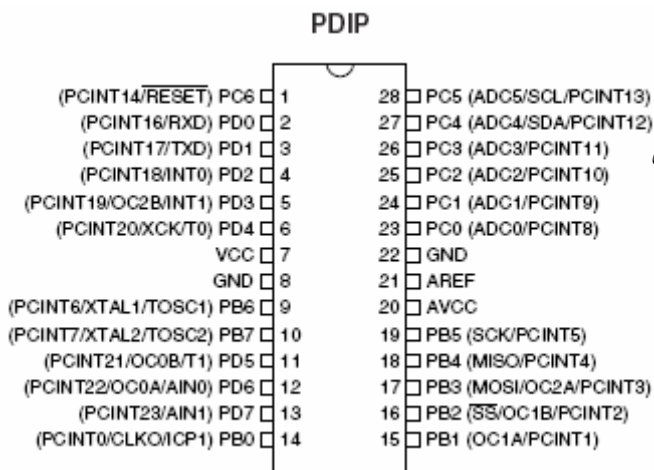 PDIP
(PCINT14/RESET) PC6 1 28 PC5 (ADC5/SCL/PCINT13)
(PCINT16/RXD) PD0 2 27 PC4 (ADC4/SDA/PCINT12)
(PCINT17/TXD) PD1 3 26 PC3 (ADC3/PCINT11)
(PCINT18/INT0) PD2 4 25 PC2 (ADC2/PCINT10)
(PCINT19/OC2B/INT1) PD3 5 24 PC1 (ADC1/PCINT9)
(PCINT20/XCK/T0) PD4 6 23 PC0 (ADC0/PCINT8)
VCC 7 22 GND
GND 8 21 AREF
(PCINT6/XTAL1/TOSC1) PB6 9 20 AVCC
(PCINT7/XTAL2/TOSC2) PB7 10 19 PB5 (SCK/PCINT5)
(PCINT21/OC0B/T1) PD5 11 18 PB4 (MISO/PCINT4)
(PCINT22/OC0A/AIN0) PD6 12 17 PB3 (MOSI/OC2A/PCINT3)
(PCINT23/AIN1) PD7 13 16 PB2 (SS/OC1B/PCINT2)
(PCINT0/CLKO/ICP1) PB0 14 15 PB1 (OC1A/PCINT1)